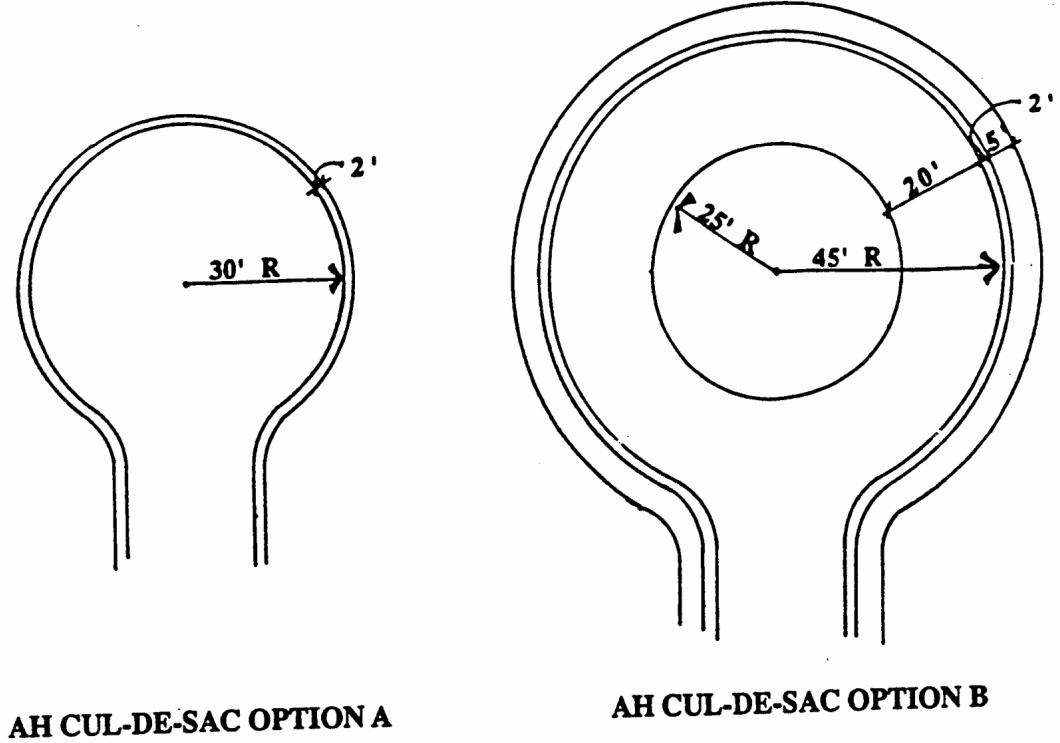 2'
30' R
AH CUL-DE-SAC OPTION A
2'
5'
20'
25' R
45' R
AH CUL-DE-SAC OPTION B